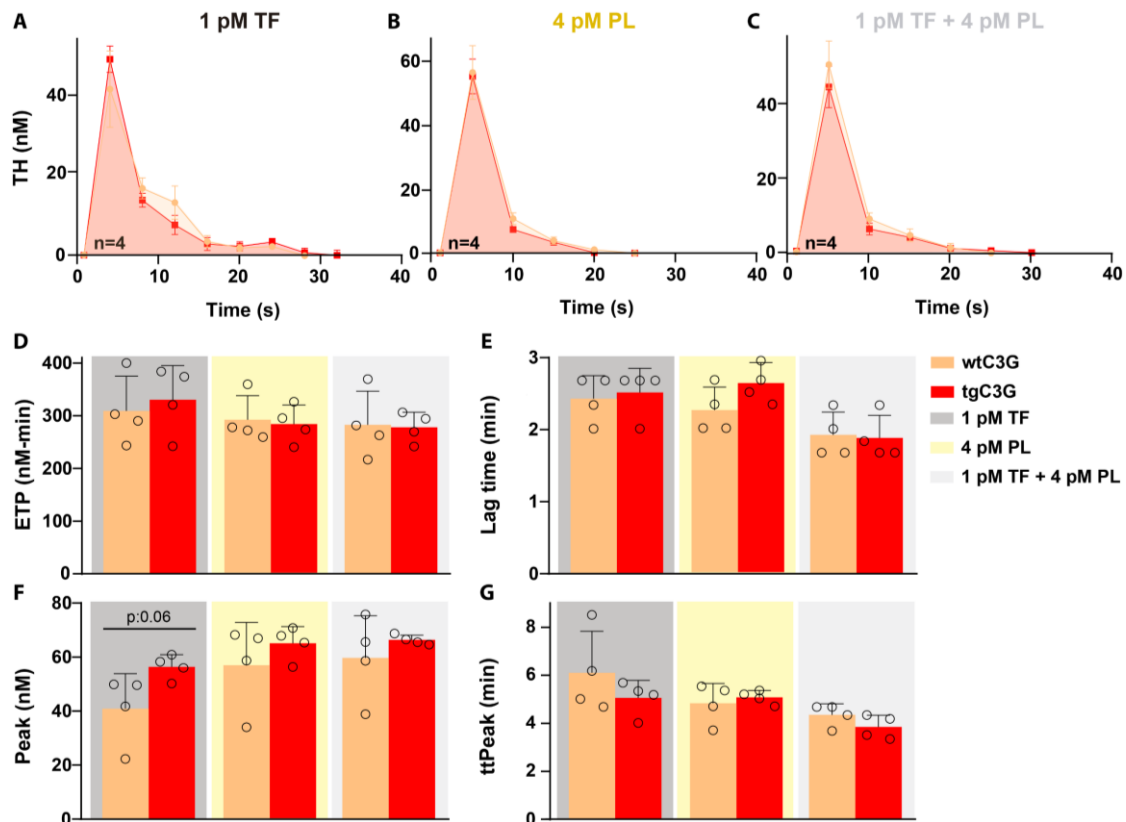 A 1 pM TF
B 4 pM PL
C 1 pM TF + 4 pM PL
TH (nM)
40
20
0
n=4
0 10 20 30 40
Time (s)
60
40
20
0
n=4
0 10 20 30 40
Time (s)
40
20
0
n=4
0 10 20 30 40
Time (s)
D
ETP (nM-min)
400
300
200
100
0
E
Lag time (min)
3
2
1
0
wtC3G
tgC3G
1 pM TF
4 pM PL
1 pM TF + 4 pM PL
F
Peak (nM)
80
60
40
20
0
p:0.06
G
ttPeak (min)
8
6
4
2
0